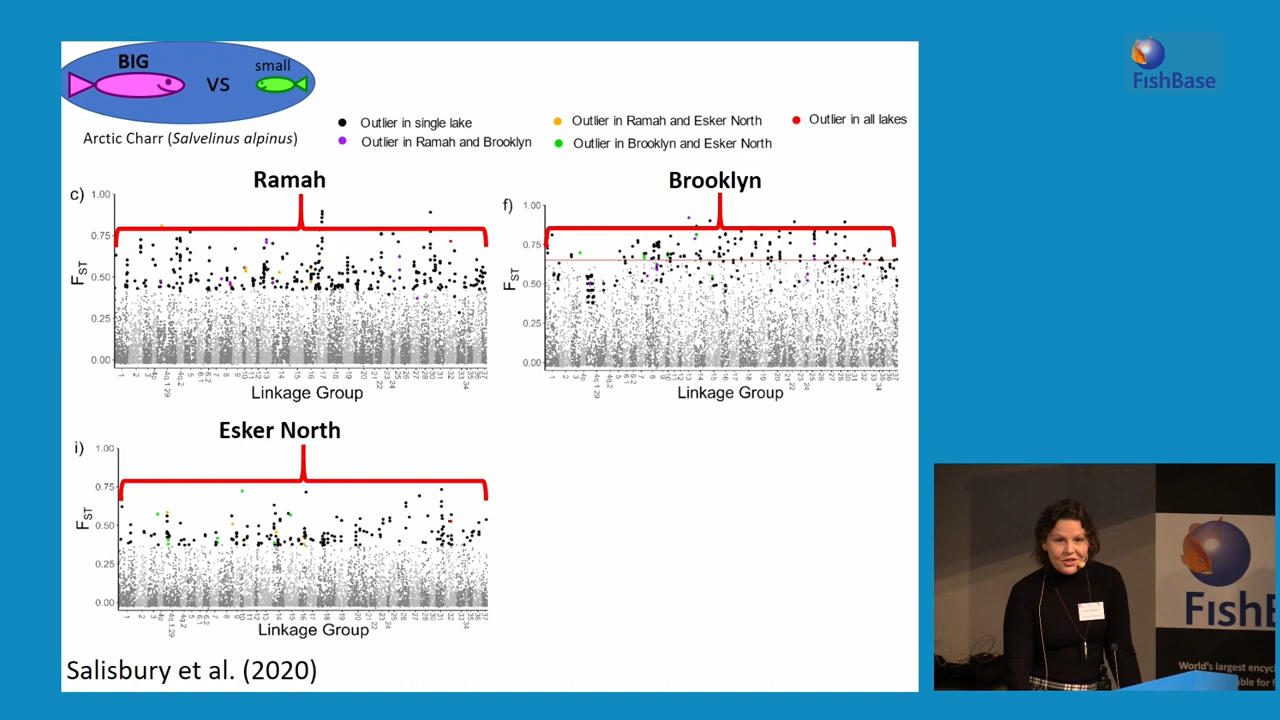 BIG
small
VS
Arctic Charr (Salvelinus alpinus)
Outlier in single lake
Outlier in Ramah and Brooklyn
Outlier in Ramah and Esker North
Outlier in Brooklyn and Esker North
Outlier in all lakes
FishBase
Ramah
c)
1.00
0.75
0.50
0.25
0.00
FST
Linkage Group
Brooklyn
f)
1.00
0.75
0.50
0.25
0.00
FST
Linkage Group
Esker North
i)
1.00
0.75
0.50
0.25
0.00
FST
Linkage Group
Salisbury et al. (2020)
FishB
World's largest encyc
able for f